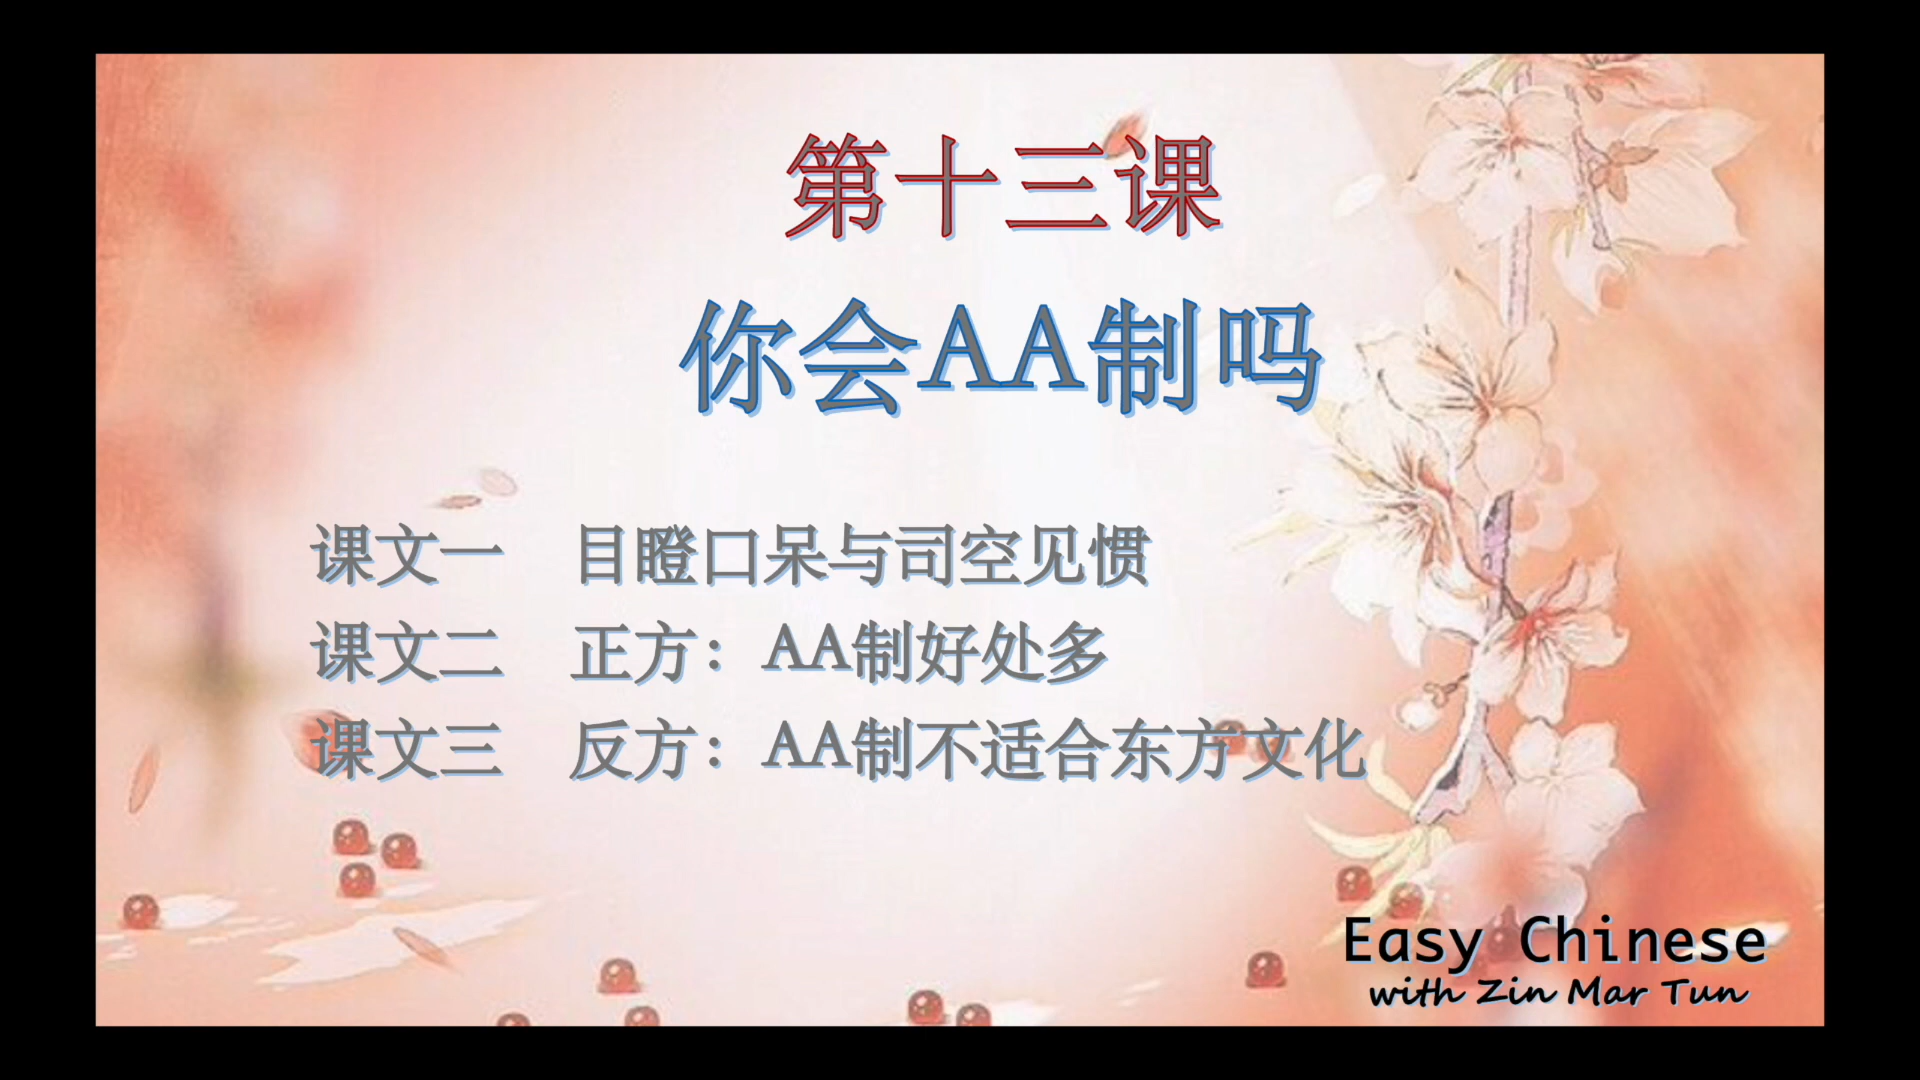 第十三课
你会AA制吗
课文一 目瞪口呆与司空见惯
课文二 正方：AA制好处多
课文三 反方：AA制不适合东方文化
Easy Chinese
with Zin Mar Tun